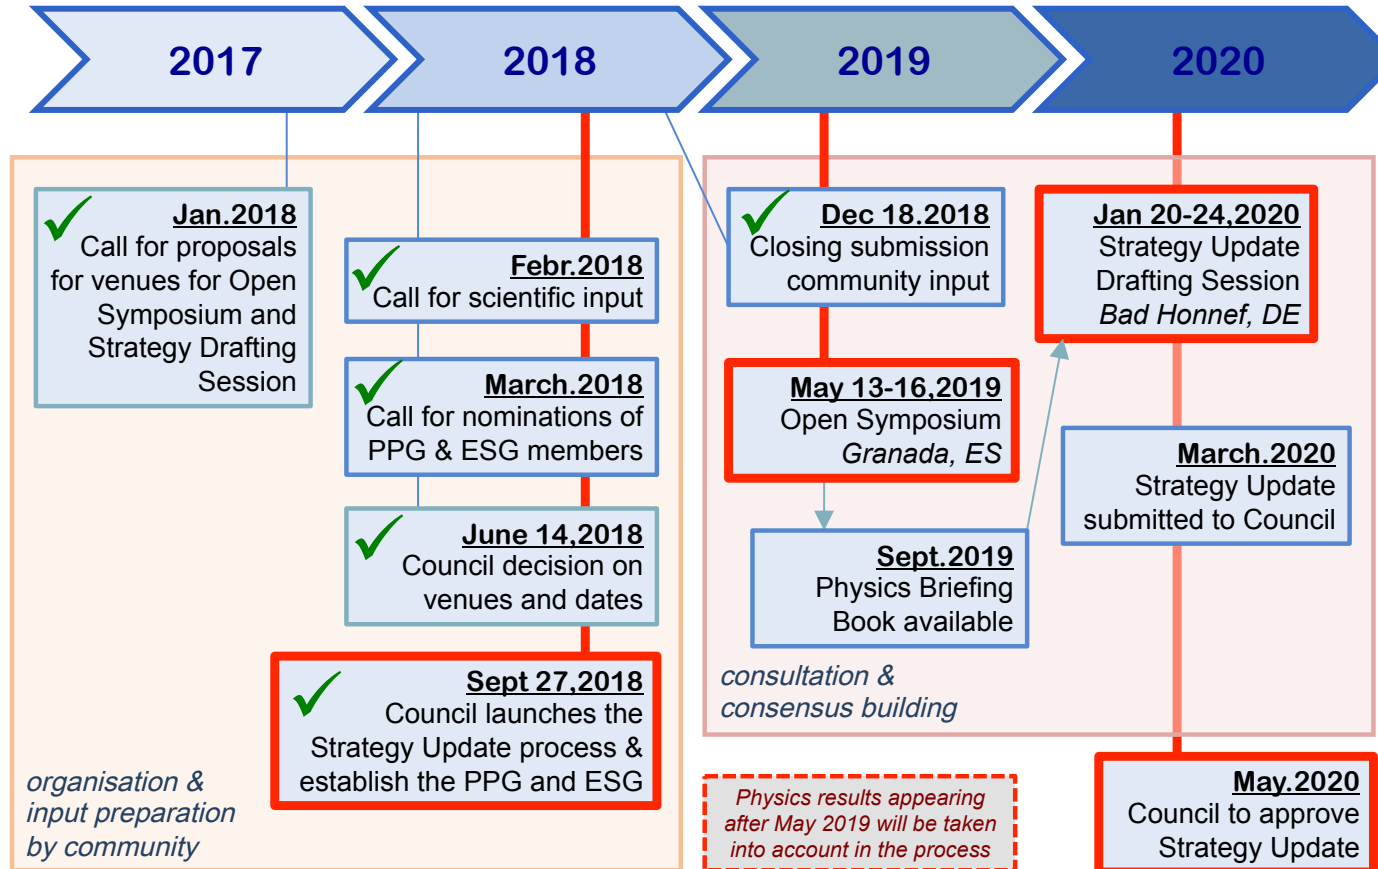 2017
2018
2019
2020
Jan.2018
Call for proposals
for venues for Open
Symposium and
Strategy Drafting
Session
Febr.2018
Call for scientific input
March.2018
Call for nominations of
PPG & ESG members
June 14,2018
Council decision on
venues and dates
Sept 27,2018
Council launches the
Strategy Update process &
establish the PPG and ESG
organisation &
input preparation
by community
Dec 18.2018
Closing submission
community input
May 13-16,2019
Open Symposium
Granada, ES
Sept.2019
Physics Briefing
Book available
consultation &
consensus building
Physics results appearing
after May 2019 will be taken
into account in the process
Jan 20-24,2020
Strategy Update
Drafting Session
Bad Honnef, DE
March.2020
Strategy Update
submitted to Council
May.2020
Council to approve
Strategy Update